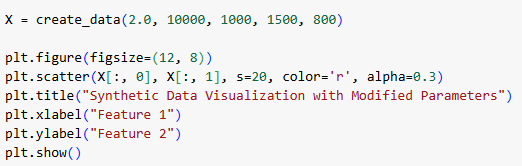 X = create_data(2.0, 10000, 1000, 1500, 800)
plt.figure(figsize=(12, 8))
plt.scatter(X[:, 0], X[:, 1], s=20, color='r', alpha=0.3)
plt.title("Synthetic Data Visualization with Modified Parameters")
plt.xlabel("Feature 1")
plt.ylabel("Feature 2")
plt.show()